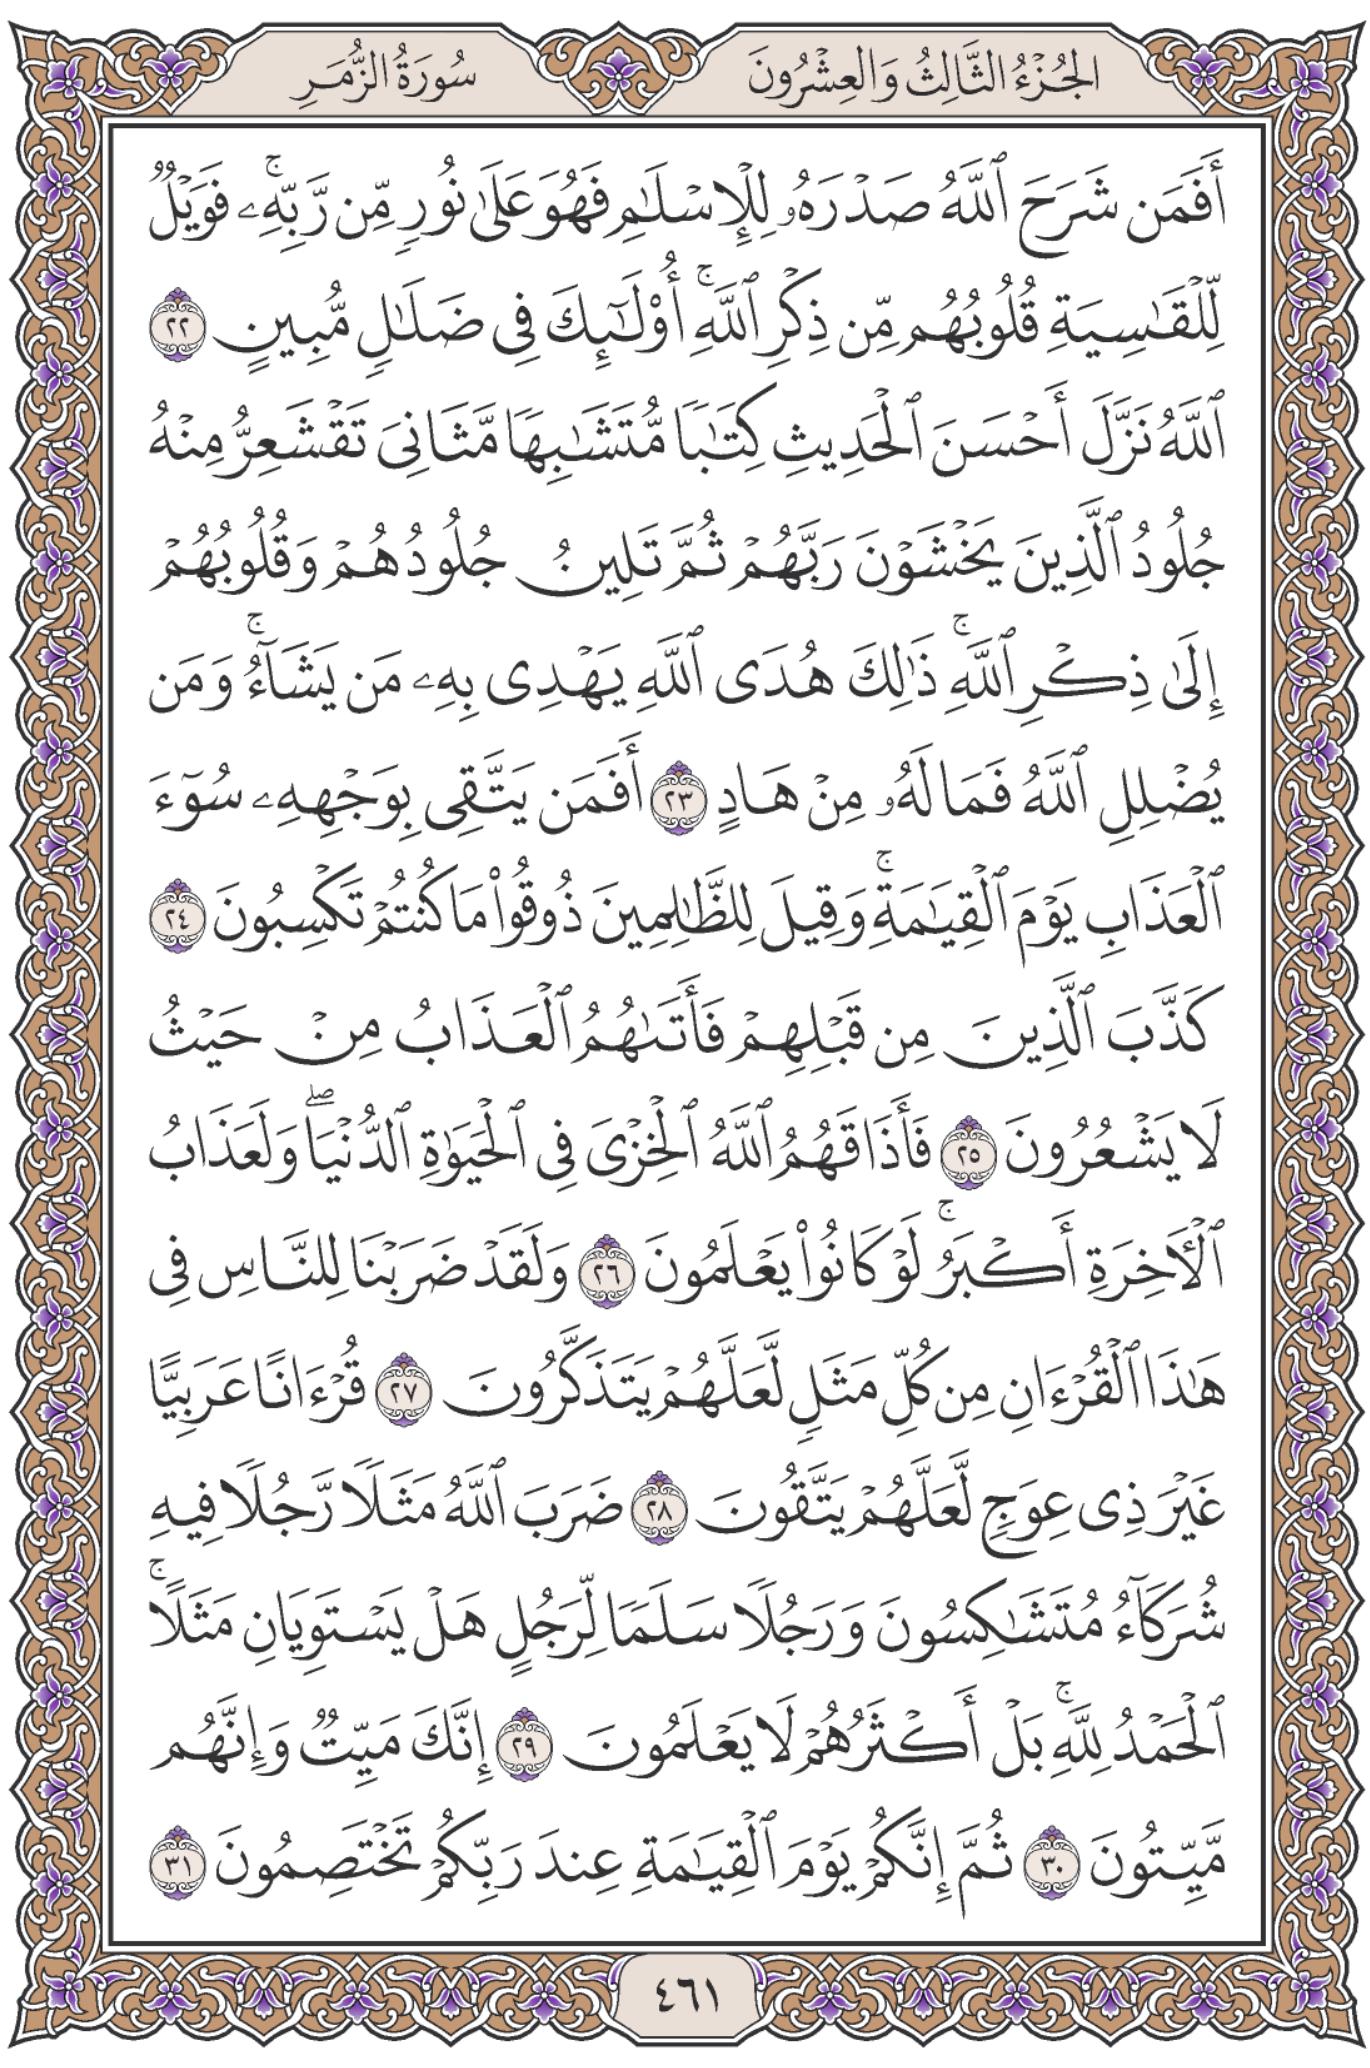 الجُزْءُ الثَّالِثُ وَالعِشْرُونَ
سُورَةُ الزُّمَرِ
أَفَمَن شَرَحَ ٱللَّهُ صَدْرَهُۥ لِلْإِسْلَٰمِ فَهُوَ عَلَىٰ نُورٍ مِّن رَّبِّهِۦۚ فَوَيْلٌ
لِّلْقَٰسِيَةِ قُلُوبُهُم مِّن ذِكْرِ ٱللَّهِۚ أُو۟لَٰٓئِكَ فِى ضَلَٰلٍ مُّبِينٍ ٢٢
ٱللَّهُ نَزَّلَ أَحْسَنَ ٱلْحَدِيثِ كِتَٰبًا مُّتَشَٰبِهًا مَّثَانِىَ تَقْشَعِرُّ مِنْهُ
جُلُودُ ٱلَّذِينَ يَخْشَوْنَ رَبَّهُمْ ثُمَّ تَلِينُ جُلُودُهُمْ وَقُلُوبُهُمْ
إِلَىٰ ذِكْرِ ٱللَّهِۚ ذَٰلِكَ هُدَى ٱللَّهِ يَهْدِى بِهِۦ مَن يَشَآءُۚ وَمَن
يُضْلِلِ ٱللَّهُ فَمَا لَهُۥ مِنْ هَادٍ ٢٣ أَفَمَن يَتَّقِى بِوَجْهِهِۦ سُوٓءَ
ٱلْعَذَابِ يَوْمَ ٱلْقِيَٰمَةِۚ وَقِيلَ لِلظَّٰلِمِينَ ذُوقُوا۟ مَا كُنتُمْ تَكْسِبُونَ ٢٤
كَذَّبَ ٱلَّذِينَ مِن قَبْلِهِمْ فَأَتَىٰهُمُ ٱلْعَذَابُ مِنْ حَيْثُ
لَا يَشْعُرُونَ ٢٥ فَأَذَاقَهُمُ ٱللَّهُ ٱلْخِزْىَ فِى ٱلْحَيَوٰةِ ٱلدُّنْيَاۖ وَلَعَذَابُ
ٱلْأَخِرَةِ أَكْبَرُۚ لَوْ كَانُوا۟ يَعْلَمُونَ ٢٦ وَلَقَدْ ضَرَبْنَا لِلنَّاسِ فِى
هَٰذَا ٱلْقُرْءَانِ مِن كُلِّ مَثَلٍ لَّعَلَّهُمْ يَتَذَكَّرُونَ ٢٧ قُرْءَانًا عَرَبِيًّا
غَيْرَ ذِى عِوَجٍ لَّعَلَّهُمْ يَتَّقُونَ ٢٨ ضَرَبَ ٱللَّهُ مَثَلًا رَّجُلًا فِيهِ
شُرَكَآءُ مُتَشَٰكِسُونَ وَرَجُلًا سَلَمًا لِّرَجُلٍ هَلْ يَسْتَوِيَانِ مَثَلًاۚ
ٱلْحَمْدُ لِلَّهِۚ بَلْ أَكْثَرُهُمْ لَا يَعْلَمُونَ ٢٩ إِنَّكَ مَيِّتٌ وَإِنَّهُم
مَّيِّتُونَ ٣٠ ثُمَّ إِنَّكُمْ يَوْمَ ٱلْقِيَٰمَةِ عِندَ رَبِّكُمْ تَخْتَصِمُونَ ٣١
٤٦١